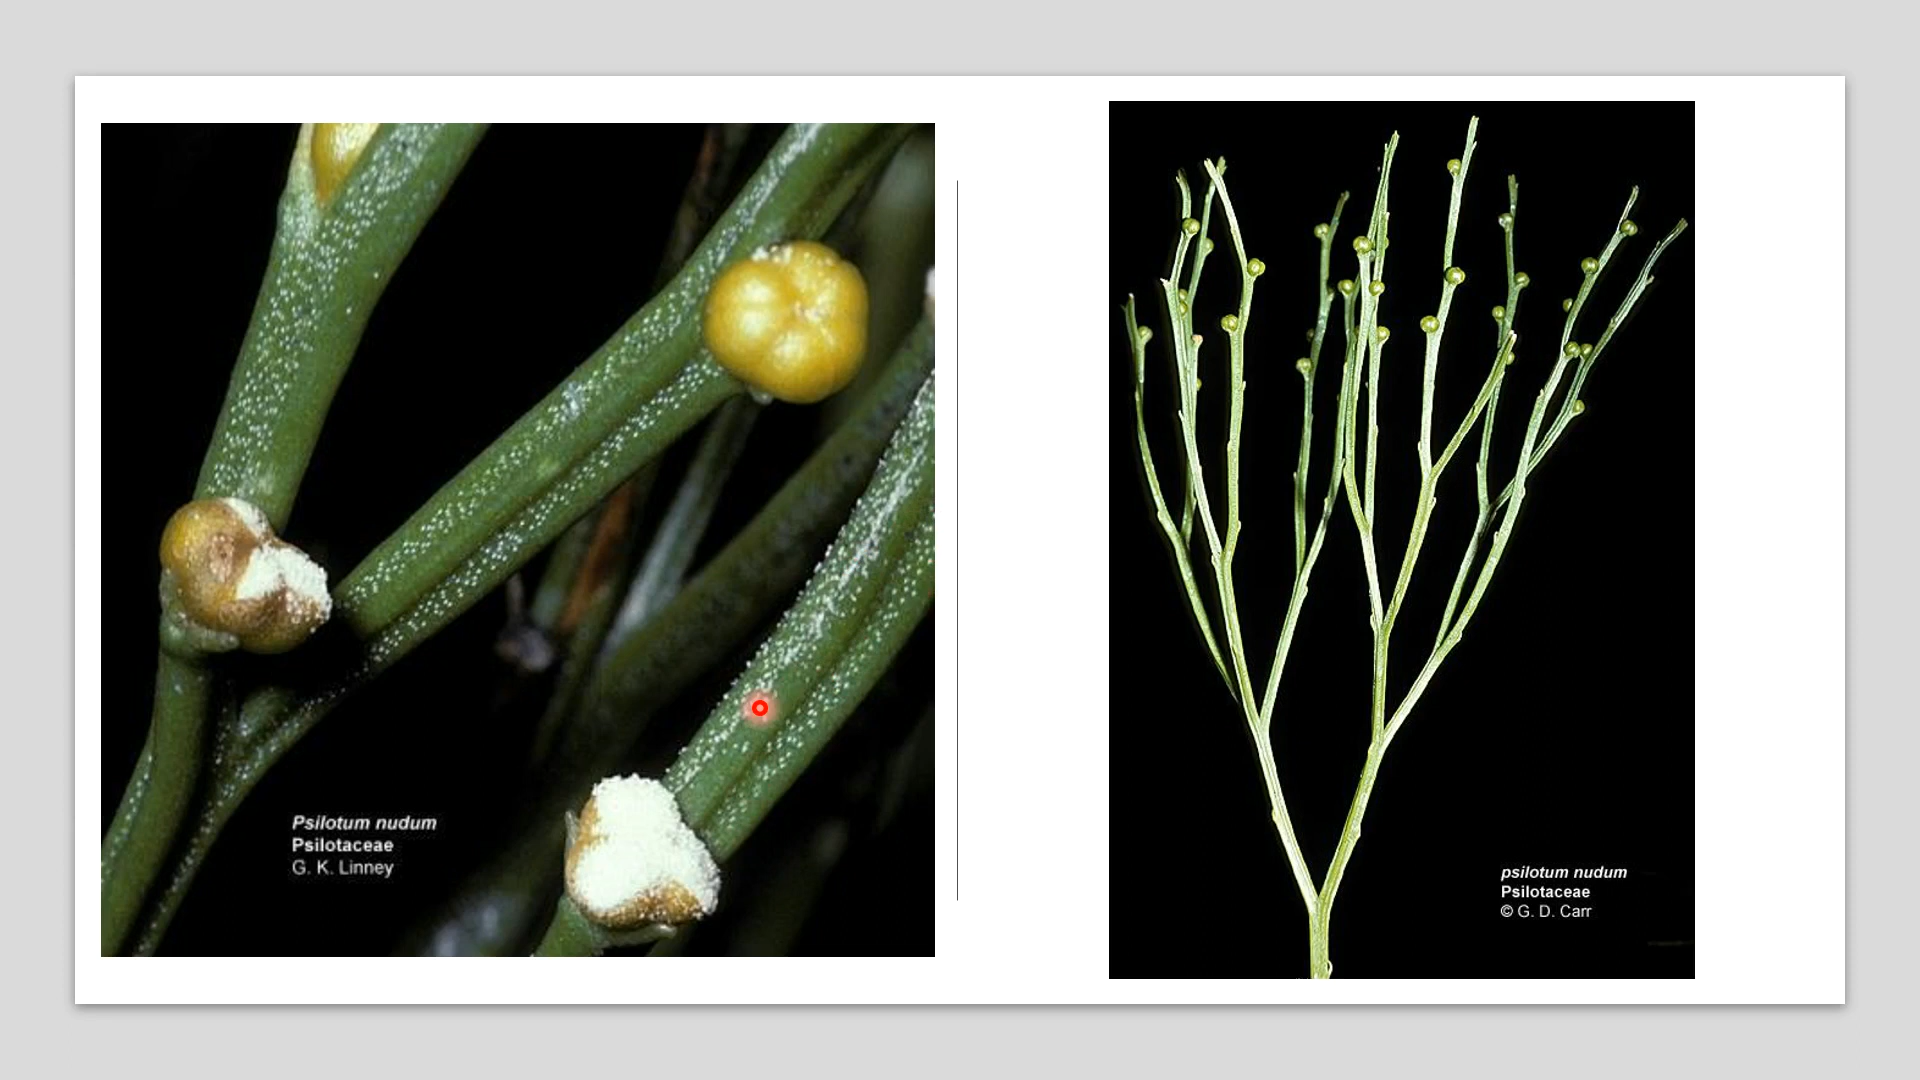 Psilotum nudum
Psilotaceae
G. K. Linney
psilotum nudum
Psilotaceae
© G. D. Carr